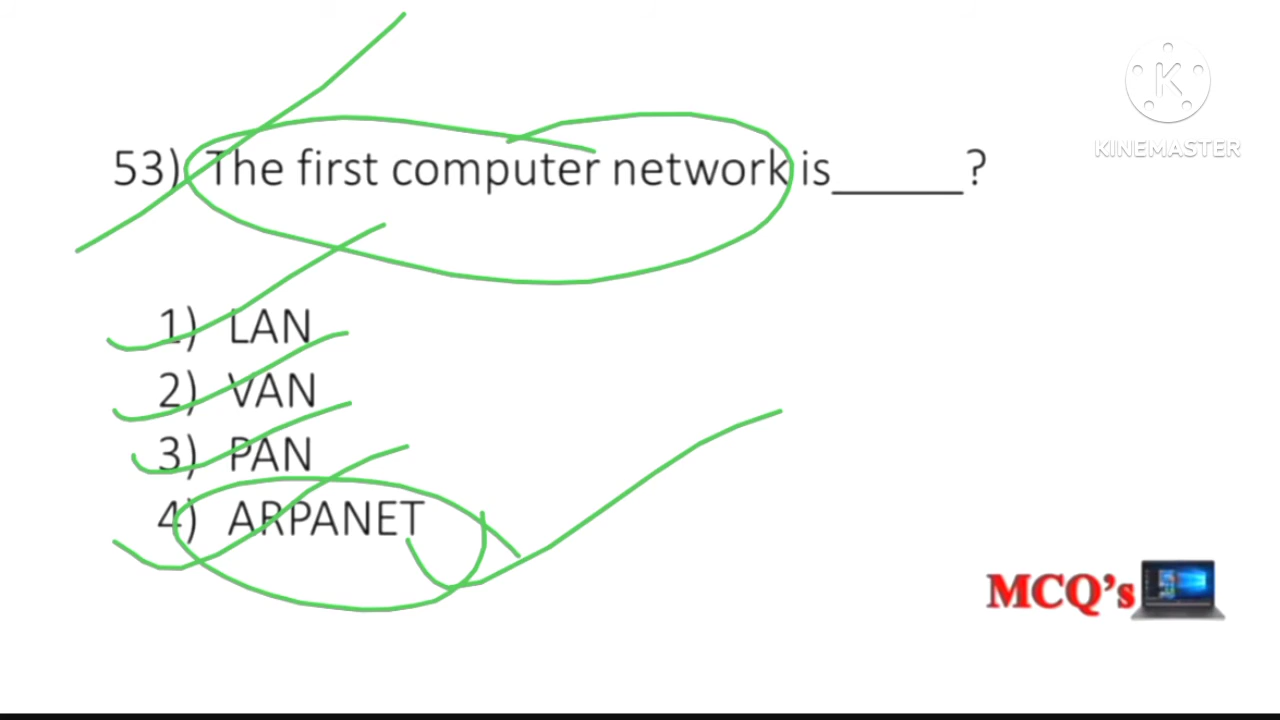 KINEMASTER
53) The first computer network is______?
1) LAN
2) VAN
3) PAN
4) ARPANET
MCQ's